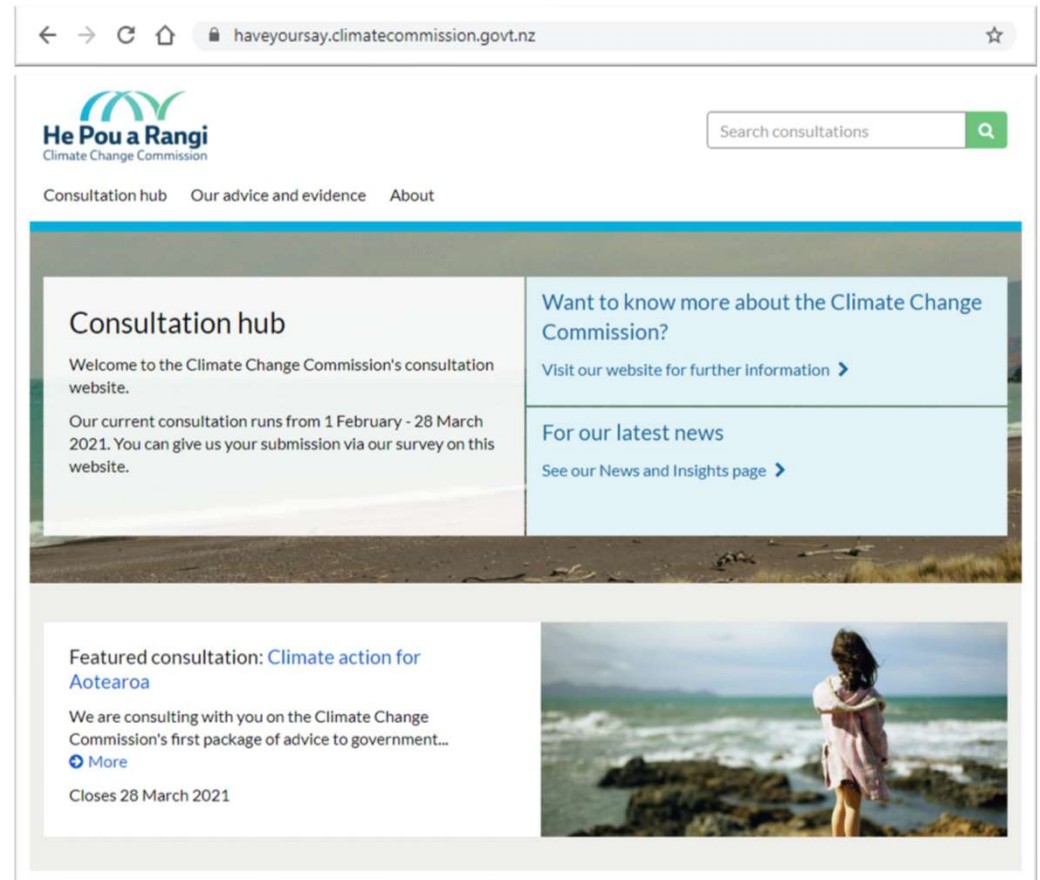 haveyoursay.climatecommission.govt.nz
He Pou a Rangi
Climate Change Commission
Search consultations
Consultation hub Our advice and evidence About
Consultation hub
Welcome to the Climate Change Commission's consultation
website.
Our current consultation runs from 1 February - 28 March
2021. You can give us your submission via our survey on this
website.
Want to know more about the Climate Change
Commission?
Visit our website for further information
For our latest news
See our News and Insights page
Featured consultation: Climate action for
Aotearoa
We are consulting with you on the Climate Change
Commission's first package of advice to government...
More
Closes 28 March 2021